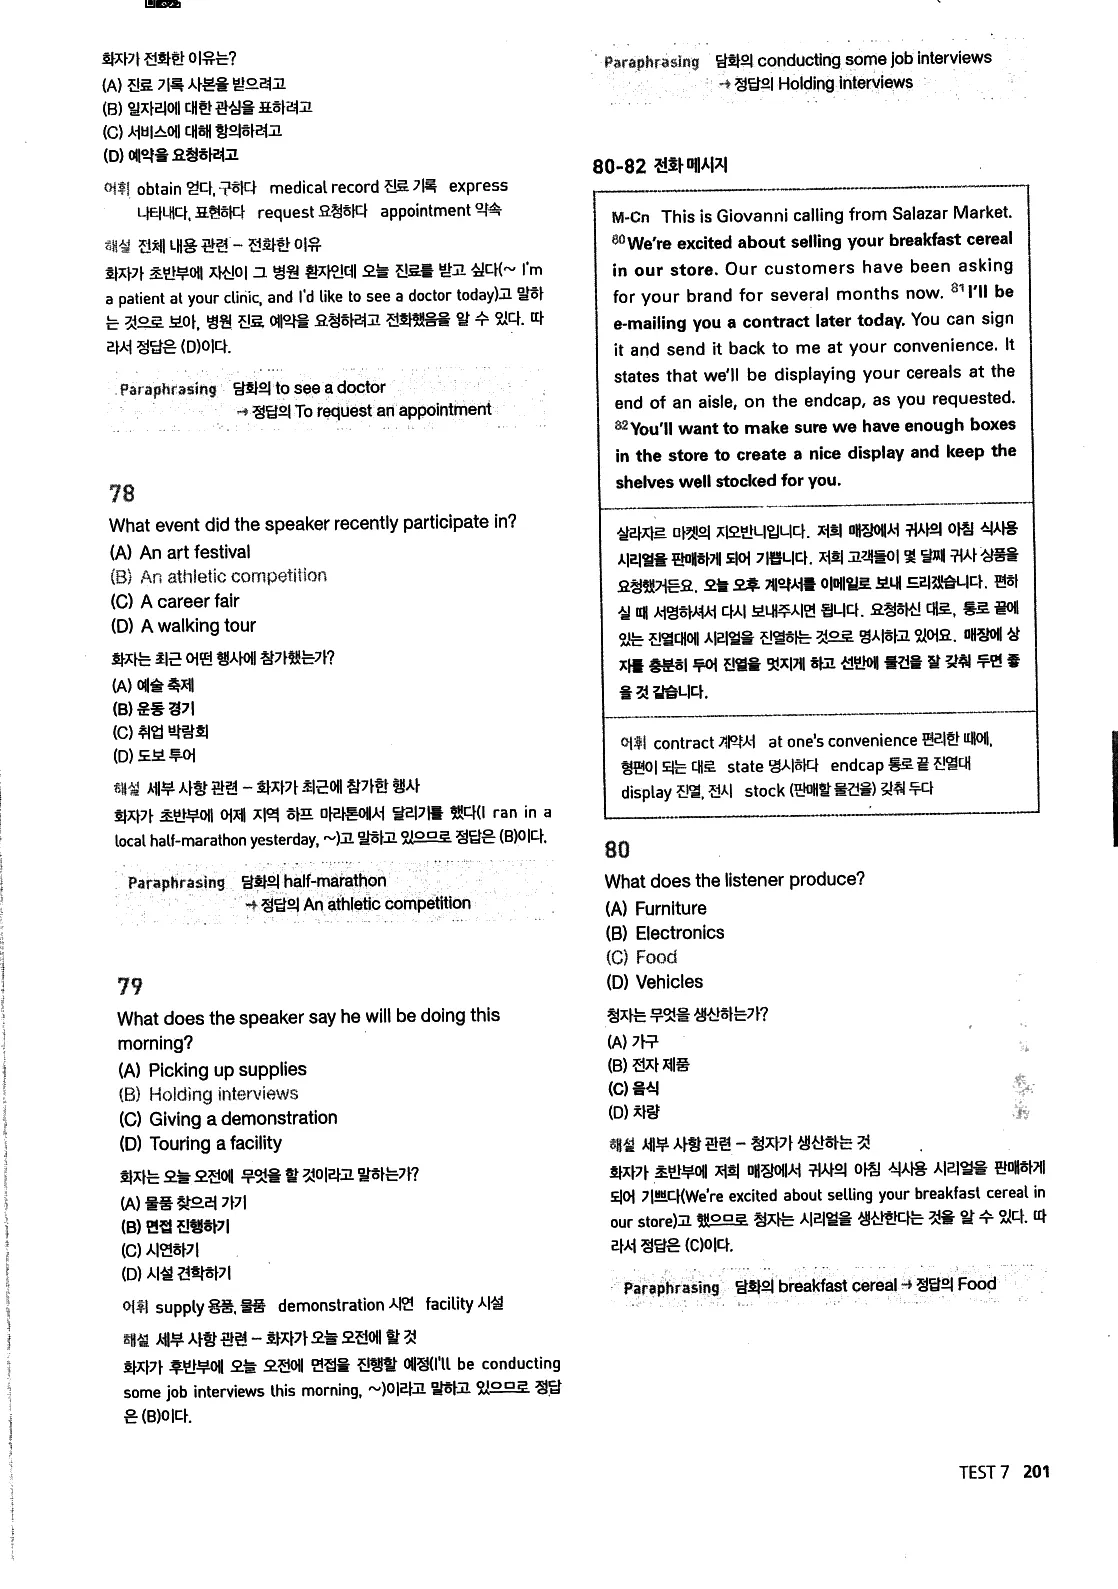 화자가 전화한 이유는?
(A) 진료 기록 사본을 받으려고
(B) 일자리에 대한 관심을 표하려고
(C) 서비스에 대해 항의하려고
(D) 예약을 요청하려고
어휘 obtain 얻다, 구하다 medical record 진료 기록 express
나타내다, 표현하다 request 요청하다 appointment 약속
해설 전체 내용 관련 – 전화한 이유
화자가 초반부에 자신이 그 병원 환자인데 오늘 진료를 받고 싶다(~ I'm
a patient at your clinic, and I'd like to see a doctor today)고 말하
는 것으로 보아, 병원 진료 예약을 요청하려고 전화했음을 알 수 있다. 따
라서 정답은 (D)이다.
Paraphrasing 담화의 to see a doctor
→ 정답의 To request an appointment
78
What event did the speaker recently participate in?
(A) An art festival
(B) An athletic competition
(C) A career fair
(D) A walking tour
화자는 최근 어떤 행사에 참가했는가?
(A) 예술 축제
(B) 운동 경기
(C) 취업 박람회
(D) 도보 투어
해설 세부 사항 관련 – 화자가 최근에 참가한 행사
화자가 초반부에 어제 지역 하프 마라톤에서 달리기를 했다(I ran in a
local half-marathon yesterday, ~)고 말하고 있으므로 정답은 (B)이다.
Paraphrasing 담화의 half-marathon
→ 정답의 An athletic competition
79
What does the speaker say he will be doing this
morning?
(A) Picking up supplies
(B) Holding interviews
(C) Giving a demonstration
(D) Touring a facility
화자는 오늘 오전에 무엇을 할 것이라고 말하는가?
(A) 물품 찾으러 가기
(B) 면접 진행하기
(C) 시연하기
(D) 시설 견학하기
어휘 supply 용품, 물품 demonstration 시연 facility 시설
해설 세부 사항 관련 – 화자가 오늘 오전에 할 것
화자가 후반부에 오늘 오전에 면접을 진행할 예정(I'll be conducting
some job interviews this morning, ~)이라고 말하고 있으므로 정답
은 (B)이다.
Paraphrasing 담화의 conducting some job interviews
→ 정답의 Holding interviews
80-82 전화 메시지
M-Cn This is Giovanni calling from Salazar Market.
80 We're excited about selling your breakfast cereal
in our store. Our customers have been asking
for your brand for several months now. 81 I'll be
e-mailing you a contract later today. You can sign
it and send it back to me at your convenience. It
states that we'll be displaying your cereals at the
end of an aisle, on the endcap, as you requested.
82 You'll want to make sure we have enough boxes
in the store to create a nice display and keep the
shelves well stocked for you.
살라자르 마켓의 지오반니입니다. 저희 매장에서 귀사의 아침 식사용
시리얼을 판매하게 되어 기쁩니다. 저희 고객들이 몇 달째 귀사 상품을
요청했거든요. 오늘 오후 계약서를 이메일로 보내 드리겠습니다. 편하
실 때 서명하셔서 다시 보내주시면 됩니다. 요청하신 대로, 통로 끝에
있는 진열대에 시리얼을 진열하는 것으로 명시하고 있어요. 매장에 상
자를 충분히 두어 진열을 멋지게 하고 선반에 물건을 잘 갖춰 두면 좋
을 것 같습니다.
어휘 contract 계약서 at one's convenience 편리한 때에,
형편이 되는 대로 state 명시하다 endcap 통로 끝 진열대
display 진열, 전시 stock (판매할 물건을) 갖춰 두다
80
What does the listener produce?
(A) Furniture
(B) Electronics
(C) Food
(D) Vehicles
청자는 무엇을 생산하는가?
(A) 가구
(B) 전자 제품
(C) 음식
(D) 차량
해설 세부 사항 관련 – 청자가 생산하는 것
화자가 초반부에 저희 매장에서 귀사의 아침 식사용 시리얼을 판매하게
되어 기쁘다(We're excited about selling your breakfast cereal in
our store)고 했으므로 청자는 시리얼을 생산한다는 것을 알 수 있다. 따
라서 정답은 (C)이다.
Paraphrasing 담화의 breakfast cereal → 정답의 Food
TEST 7 201